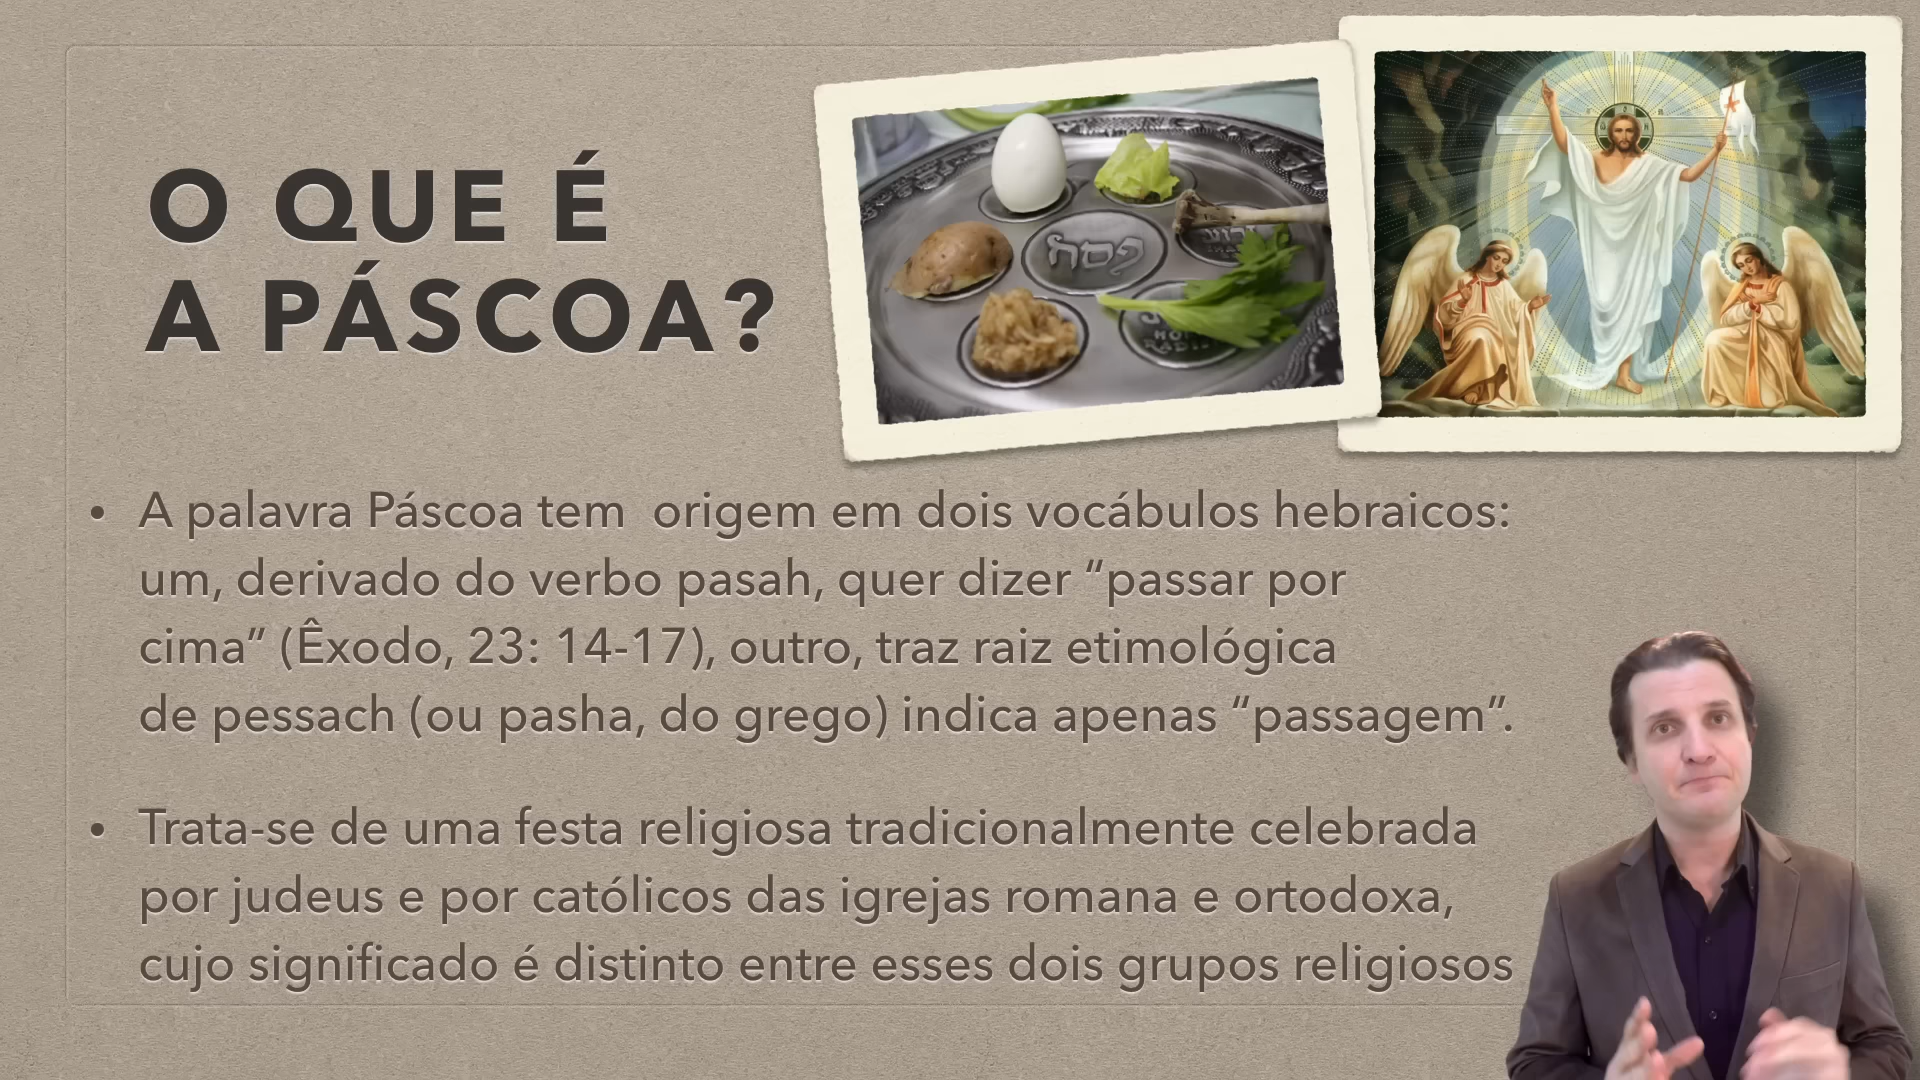 O QUE É
A PÁSCOA?
פסח
• A palavra Páscoa tem  origem em dois vocábulos hebraicos:
um, derivado do verbo pasah, quer dizer “passar por
cima” (Êxodo, 23: 14-17), outro, traz raiz etimológica
de pessach (ou pasha, do grego) indica apenas “passagem”.
• Trata-se de uma festa religiosa tradicionalmente celebrada
por judeus e por católicos das igrejas romana e ortodoxa,
cujo significado é distinto entre esses dois grupos religiosos